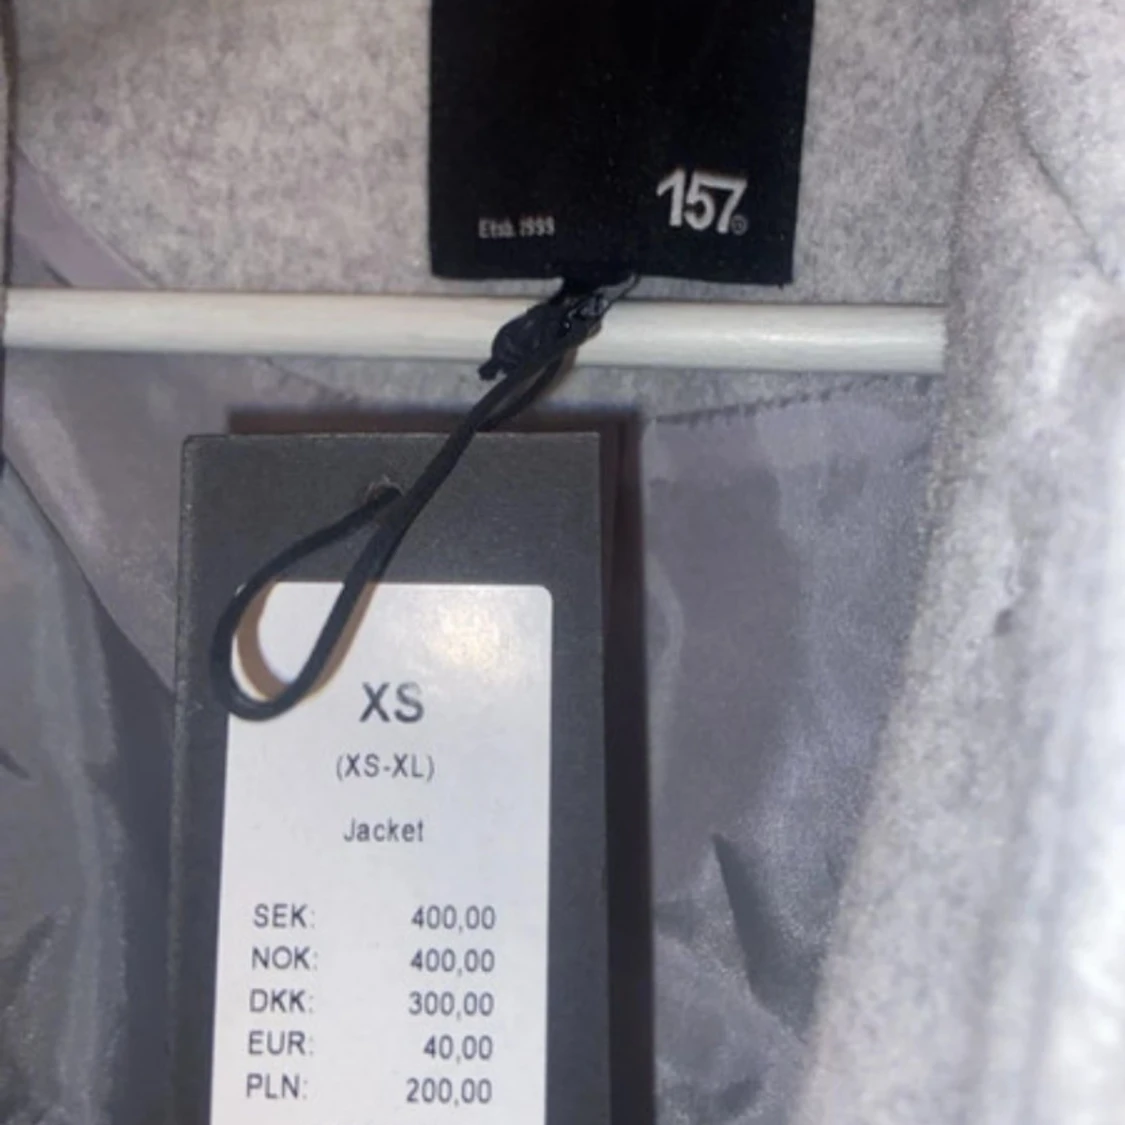 157
Etsb. 1999
XS
(XS-XL)
Jacket
SEK: 400,00
NOK: 400,00
DKK: 300,00
EUR: 40,00
PLN: 200,00